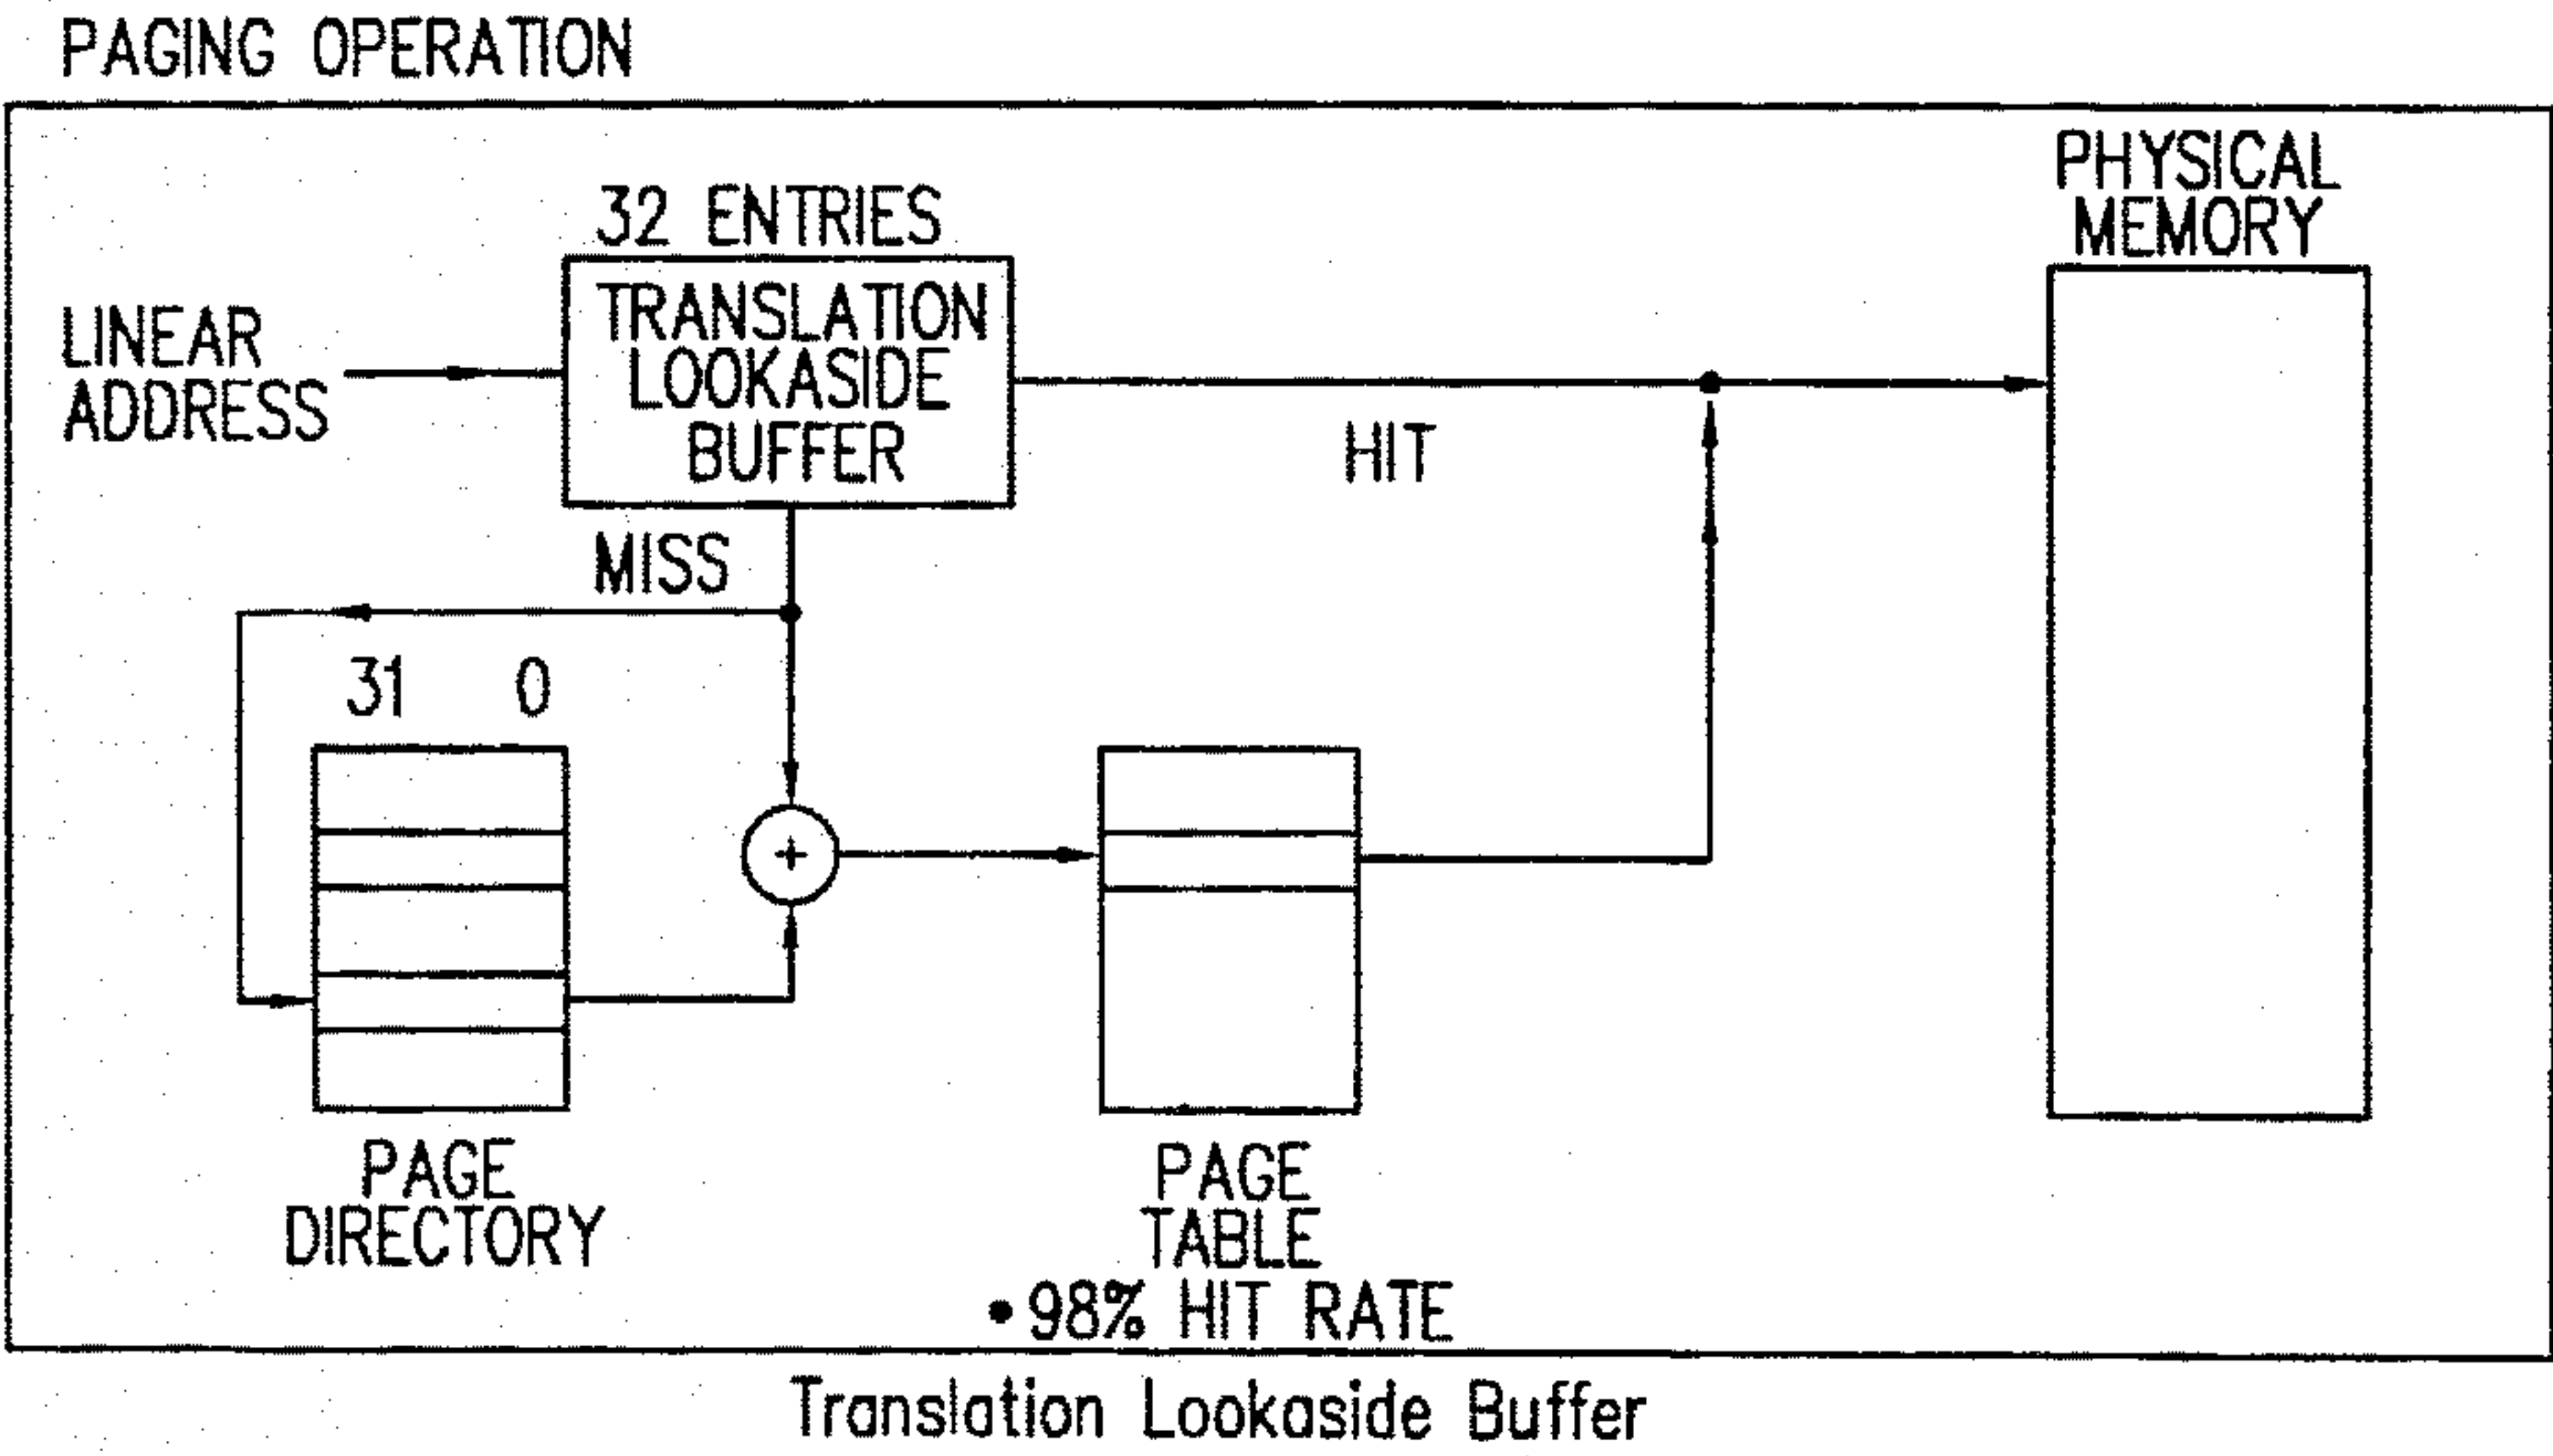 PAGING OPERATION
32 ENTRIES
TRANSLATION
LOOKASIDE
BUFFER
LINEAR
ADDRESS
PHYSICAL
MEMORY
HIT
MISS
31 0
+
PAGE
DIRECTORY
PAGE
TABLE
• 98% HIT RATE
Translation Lookaside Buffer